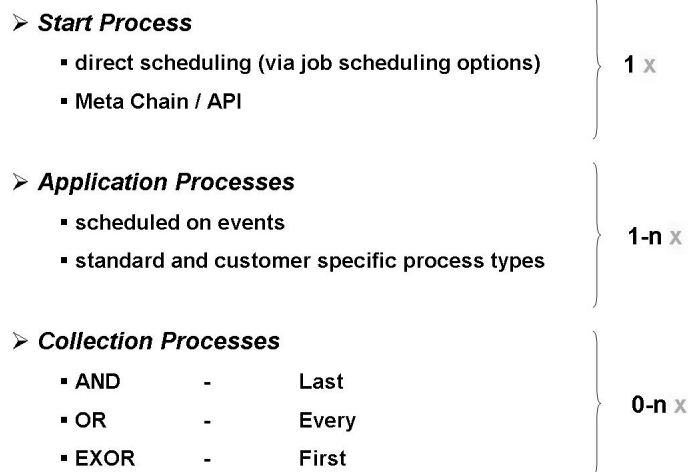 ➢ Start Process
▪ direct scheduling (via job scheduling options)
▪ Meta Chain / API
1 x
➢ Application Processes
▪ scheduled on events
▪ standard and customer specific process types
1-n x
➢ Collection Processes
▪ AND - Last
▪ OR - Every
▪ EXOR - First
0-n x